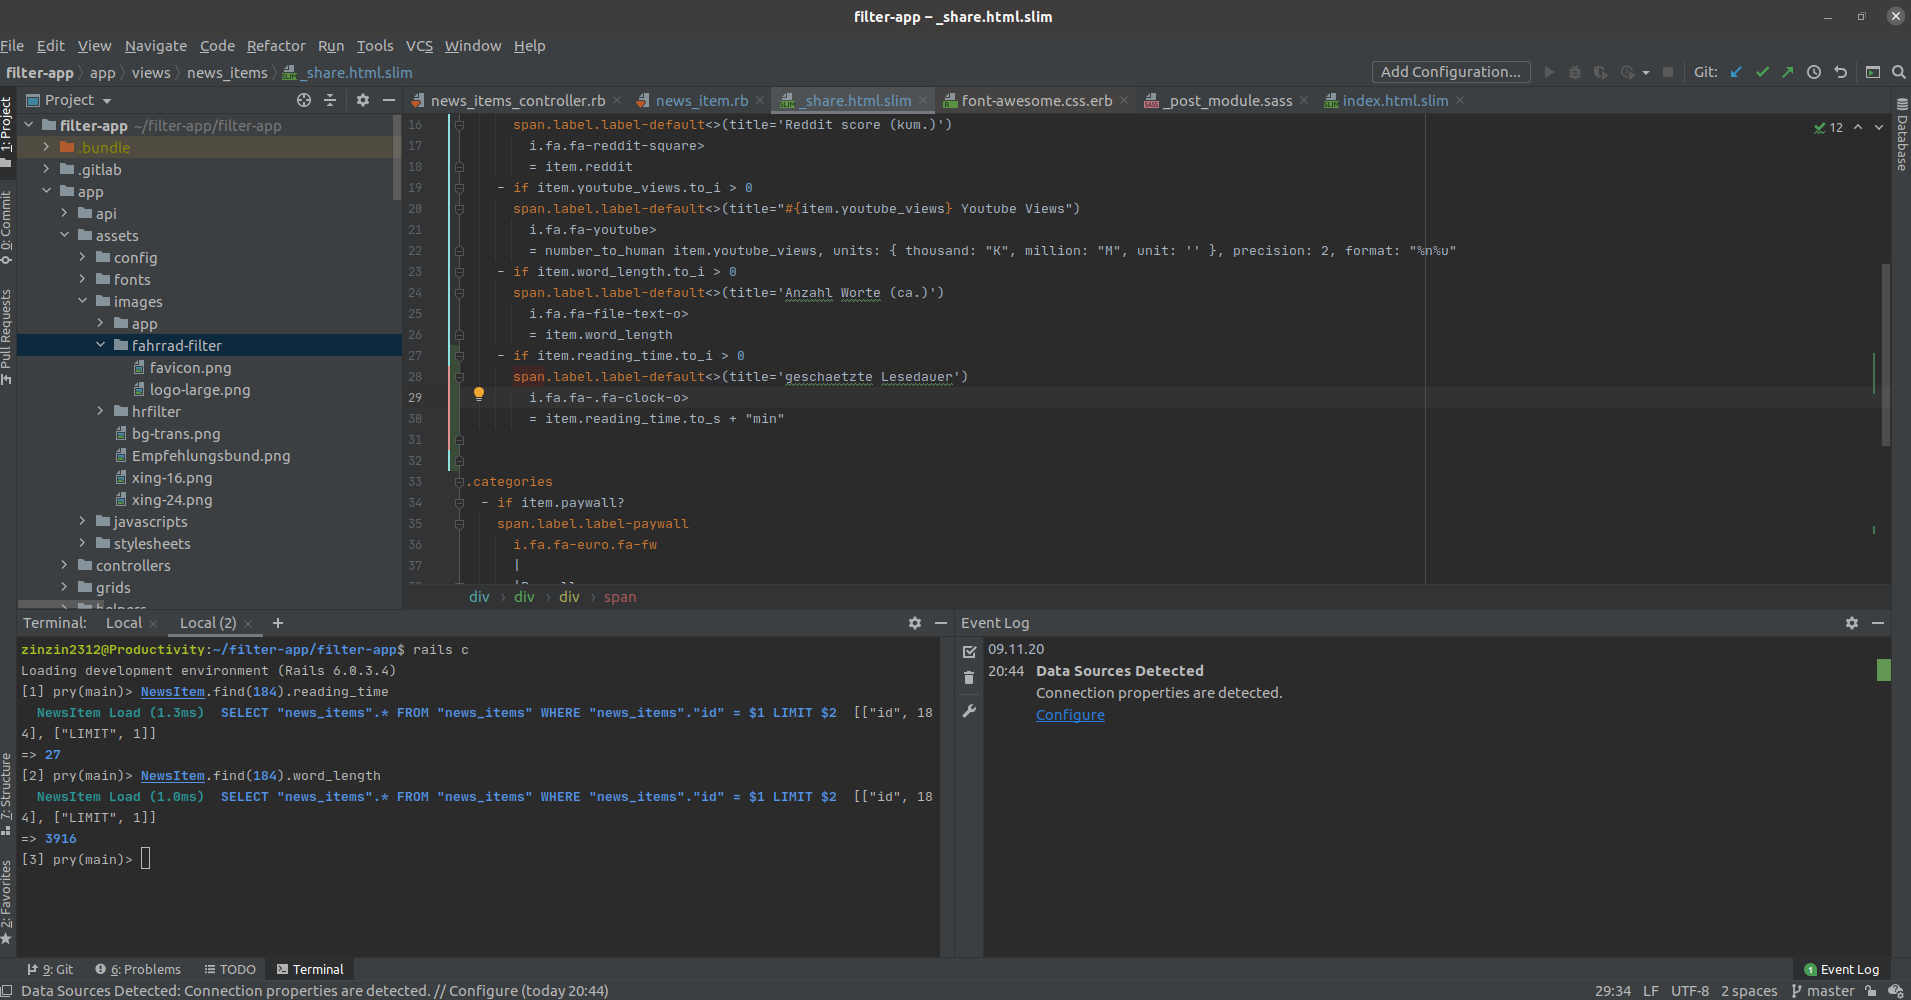 filter-app – _share.html.slim
File Edit View Navigate Code Refactor Run Tools VCS Window Help
filter-app app views news_items _share.html.slim
Add Configuration... Git:
1: Project
0: Commit
Pull Requests
7: Structure
2: Favorites
Project
filter-app ~/filter-app/filter-app
.bundle
.gitlab
app
api
assets
config
fonts
images
app
fahrrad-filter
favicon.png
logo-large.png
hrfilter
bg-trans.png
Empfehlungsbund.png
xing-16.png
xing-24.png
javascripts
stylesheets
controllers
grids
helpers
news_items_controller.rb news_item.rb _share.html.slim font-awesome.css.erb _post_module.sass index.html.slim
12
Database
16 span.label.label-default<>(title='Reddit score (kum.)')
17 i.fa.fa-reddit-square>
18 = item.reddit
19 - if item.youtube_views.to_i > 0
20 span.label.label-default<>(title="#{item.youtube_views} Youtube Views")
21 i.fa.fa-youtube>
22 = number_to_human item.youtube_views, units: { thousand: "K", million: "M", unit: '' }, precision: 2, format: "%n%u"
23 - if item.word_length.to_i > 0
24 span.label.label-default<>(title='Anzahl Worte (ca.)')
25 i.fa.fa-file-text-o>
26 = item.word_length
27 - if item.reading_time.to_i > 0
28 span.label.label-default<>(title='geschaetzte Lesedauer')
29 i.fa.fa-.fa-clock-o>
30 = item.reading_time.to_s + "min"
31
32
33 .categories
34 - if item.paywall?
35 span.label.label-paywall
36 i.fa.fa-euro.fa-fw
37 |
div › div › div › span
Terminal: Local Local (2) +
zinzin2312@Productivity:~/filter-app/filter-app$ rails c
Loading development environment (Rails 6.0.3.4)
[1] pry(main)> NewsItem.find(184).reading_time
NewsItem Load (1.3ms) SELECT "news_items".* FROM "news_items" WHERE "news_items"."id" = $1 LIMIT $2 [["id", 18
4], ["LIMIT", 1]]
=> 27
[2] pry(main)> NewsItem.find(184).word_length
NewsItem Load (1.0ms) SELECT "news_items".* FROM "news_items" WHERE "news_items"."id" = $1 LIMIT $2 [["id", 18
4], ["LIMIT", 1]]
=> 3916
[3] pry(main)>
Event Log
09.11.20
20:44 Data Sources Detected
Connection properties are detected.
Configure
9: Git 6: Problems TODO Terminal
1 Event Log
Data Sources Detected: Connection properties are detected. // Configure (today 20:44)
29:34 LF UTF-8 2 spaces master